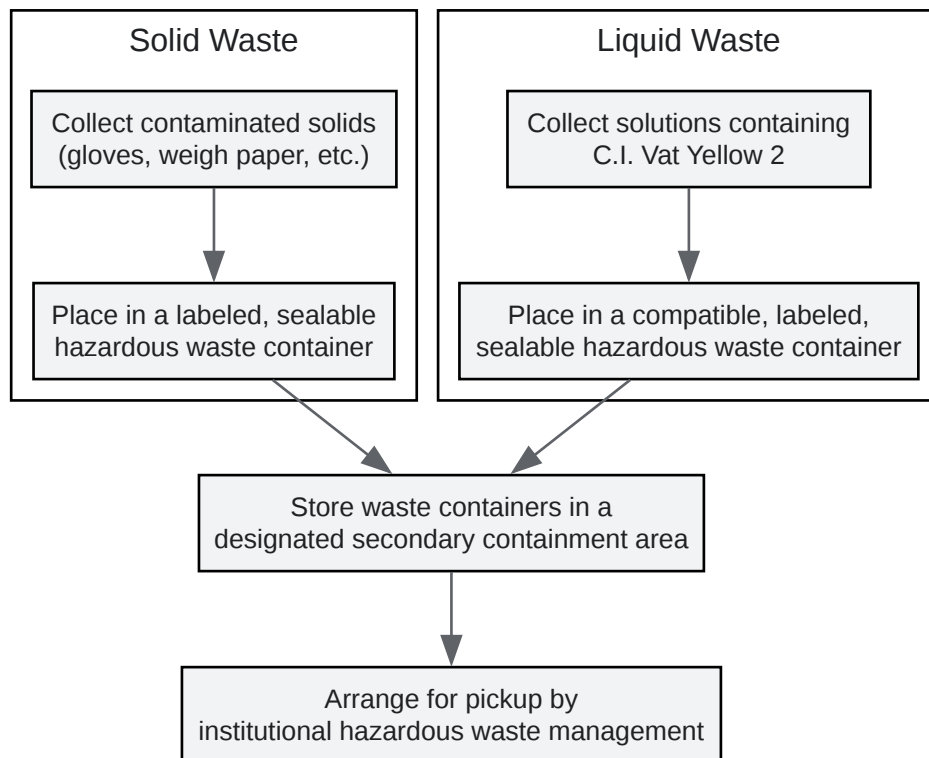 Solid Waste
Collect contaminated solids
(gloves, weigh paper, etc.)
Place in a labeled, sealable
hazardous waste container
Liquid Waste
Collect solutions containing
C.I. Vat Yellow 2
Place in a compatible, labeled,
sealable hazardous waste container
Store waste containers in a
designated secondary containment area
Arrange for pickup by
institutional hazardous waste management